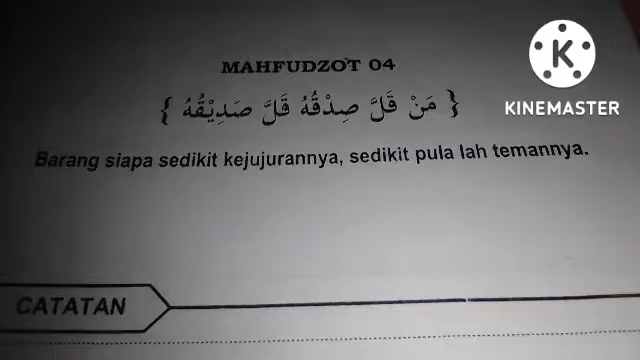 MAHFUDZOT 04
{ مَنْ قَلَّ صِدْقُهُ قَلَّ صَدِيْقُهُ }
Barang siapa sedikit kejujurannya, sedikit pula lah temannya.
CATATAN
K
KINEMASTER